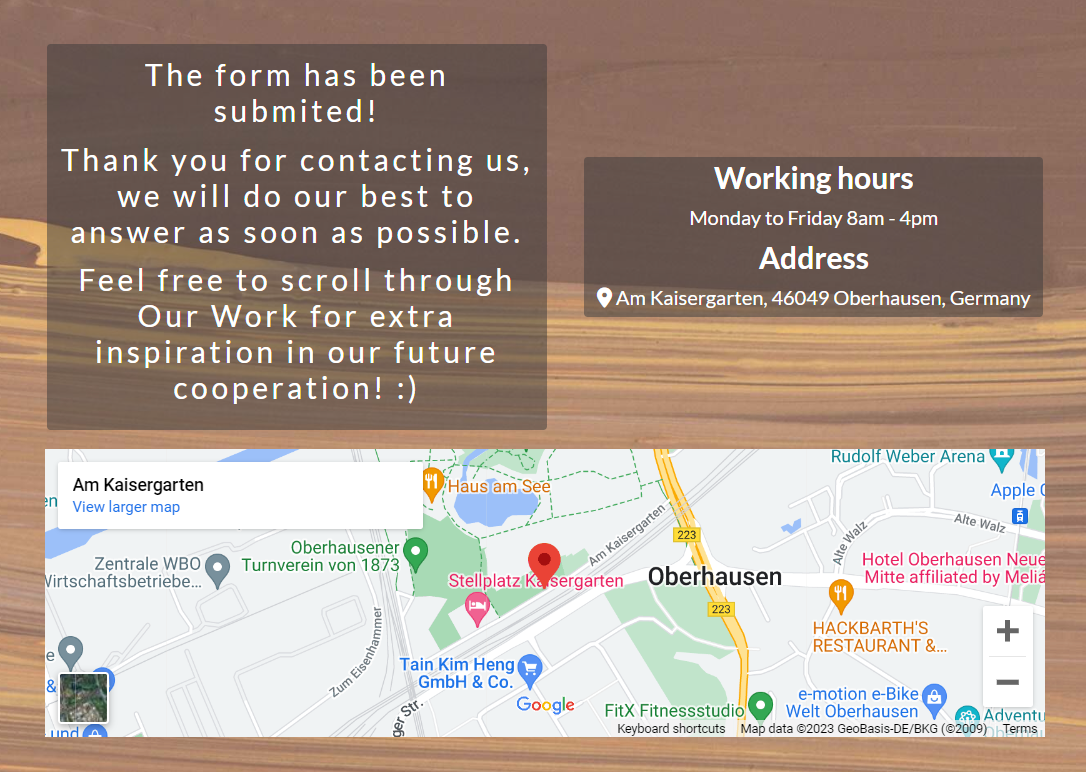 The form has been
submited!
Thank you for contacting us,
we will do our best to
answer as soon as possible.
Feel free to scroll through
Our Work for extra
inspiration in our future
cooperation! :)
Working hours
Monday to Friday 8am - 4pm
Address
Am Kaisergarten, 46049 Oberhausen, Germany
Am Kaisergarten
View larger map
Haus am See
Rudolf Weber Arena
Apple
Am Kaisergarten
223
Alte Walz
Alte Walz
Oberhausener
Turnverein von 1873
Zentrale WBO
Wirtschaftsbetriebe...
Stellplatz Kaisergarten
Oberhausen
Hotel Oberhausen Neue
Mitte affiliated by Meliá
223
HACKBARTH'S
RESTAURANT &...
Zum Eisenhammer
Tain Kim Heng
GmbH & Co.
&
Google
ger Str.
FitX Fitnessstudio
e-motion e-Bike
Welt Oberhausen
Adventu
und
Keyboard shortcuts
Map data ©2023 GeoBasis-DE/BKG (©2009)
Terms